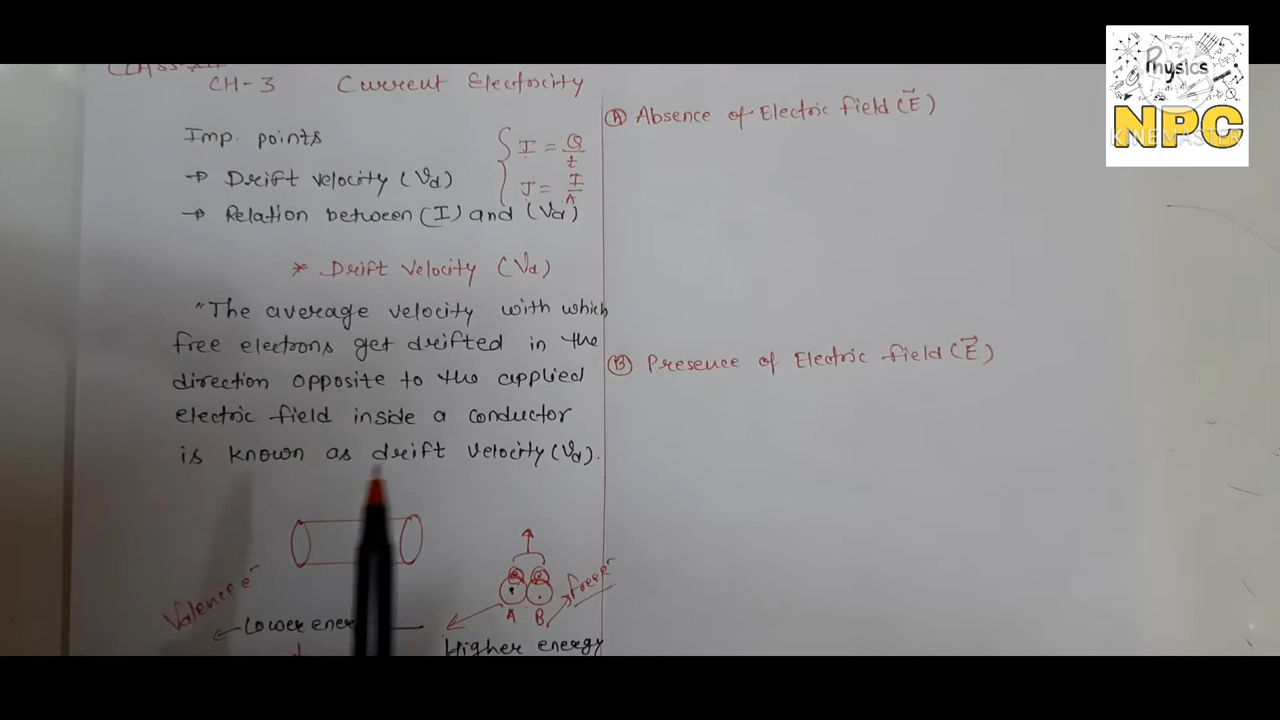 CH-3 Current Electricity
Imp. points
→ Drift velocity (Vd)
→ Relation between (I) and (Vd)
I = Q/t
J = I/A
* Drift Velocity (Vd)
"The average velocity with which
free electrons get drifted in the
direction opposite to the applied
electric field inside a conductor
is known as drift velocity (Vd).
Valence e⁻
Lower
A B
free e⁻
Higher energy
(A) Absence of Electric field (E⃗)
(B) Presence of Electric field (E⃗)
Physics
NPC
KINEMASTER